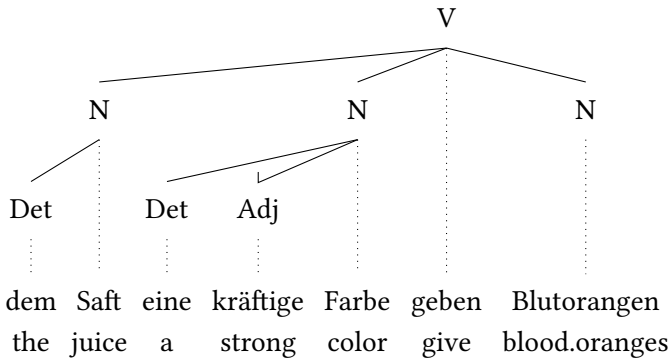 V
N N N
Det Det Adj
dem Saft eine kräftige Farbe geben Blutorangen
the juice a strong color give blood.oranges